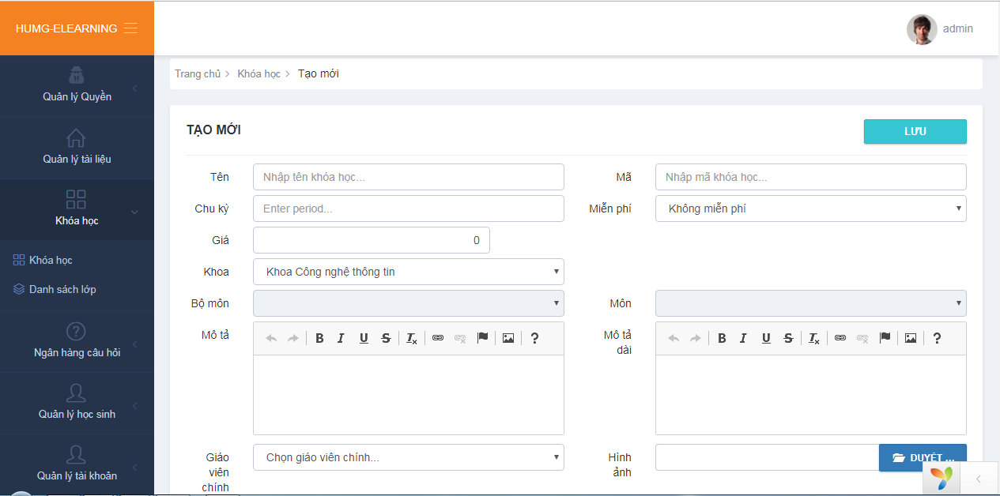 HUMG-ELEARNING
admin
Quản lý Quyền
Quản lý tài liệu
Khóa học
Khóa học
Danh sách lớp
Ngân hàng câu hỏi
Quản lý học sinh
Quản lý tài khoản
Trang chủ > Khóa học > Tạo mới
TẠO MỚI
LƯU
Tên
Nhập tên khóa học...
Mã
Nhập mã khóa học...
Chu kỳ
Enter period...
Miễn phí
Không miễn phí
Giá
0
Khoa
Khoa Công nghệ thông tin
Bộ môn
Môn
Mô tả
B I U S Tx ?
Mô tả
dài
B I U S Tx ?
Giáo
viên
chính
Chọn giáo viên chính...
Hình
ảnh
DUYỆT ...